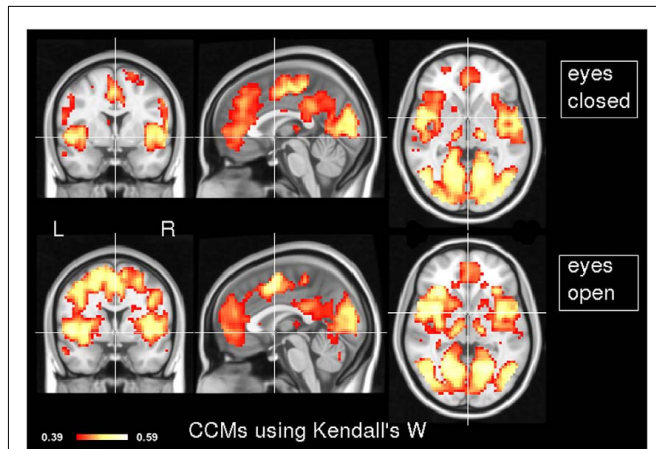 eyes
closed
L R
eyes
open
0.39 0.59 CCMs using Kendall's W